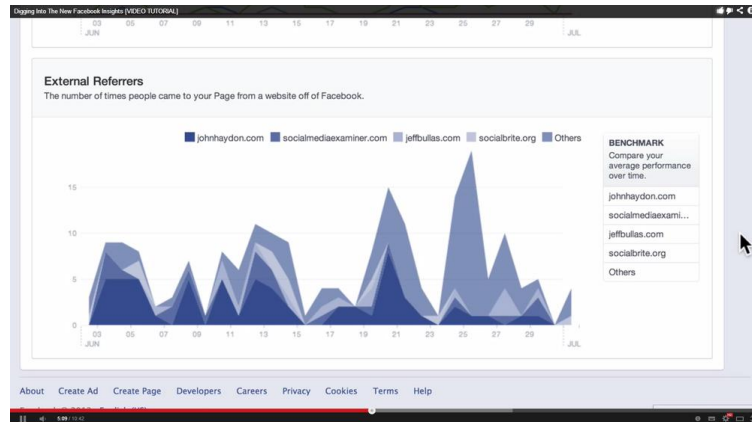 Digging Into The New Facebook Insights [VIDEO TUTORIAL]
03 05 07 09 11 13 15 17 19 21 23 25 27 29
JUN JUL
External Referrers
The number of times people came to your Page from a website off of Facebook.
johnhaydon.com socialmediaexaminer.com jeffbullas.com socialbrite.org Others
15
10
5
0
03 05 07 09 11 13 15 17 19 21 23 25 27 29
JUN JUL
BENCHMARK
Compare your
average performance
over time.
johnhaydon.com
socialmediaexami...
jeffbullas.com
socialbrite.org
Others
About Create Ad Create Page Developers Careers Privacy Cookies Terms Help
5:09 / 10:42